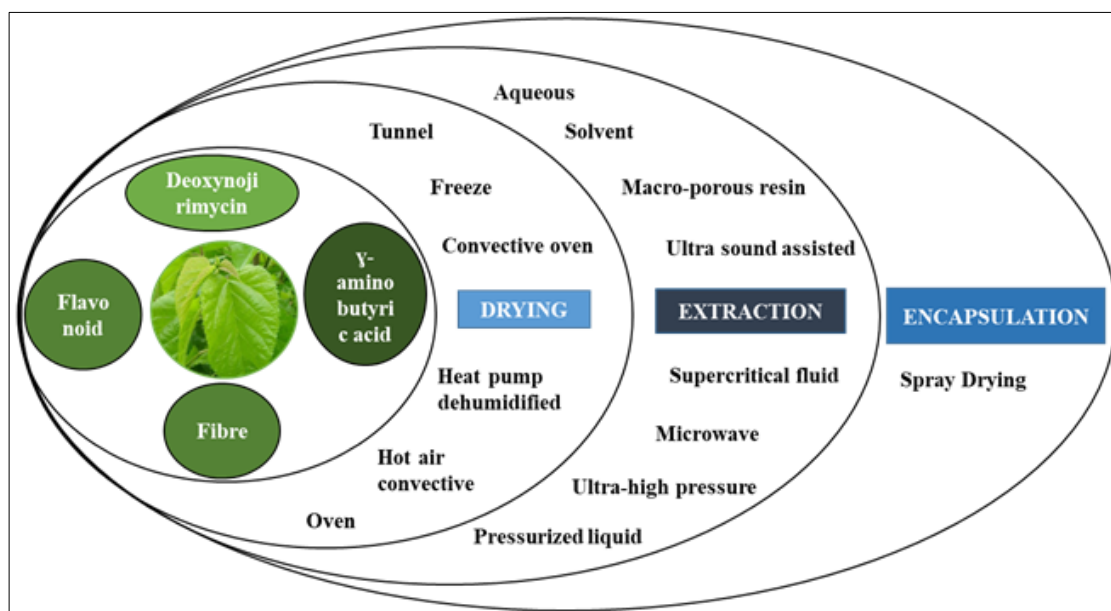 Deoxynoji
rimycin
Flavo
noid
Ɣ-
amino
butyri
c acid
Fibre
Tunnel
Freeze
Convective oven
DRYING
Heat pump
dehumidified
Hot air
convective
Oven
Aqueous
Solvent
Macro-porous resin
Ultra sound assisted
EXTRACTION
Supercritical fluid
Microwave
Ultra-high pressure
Pressurized liquid
ENCAPSULATION
Spray Drying